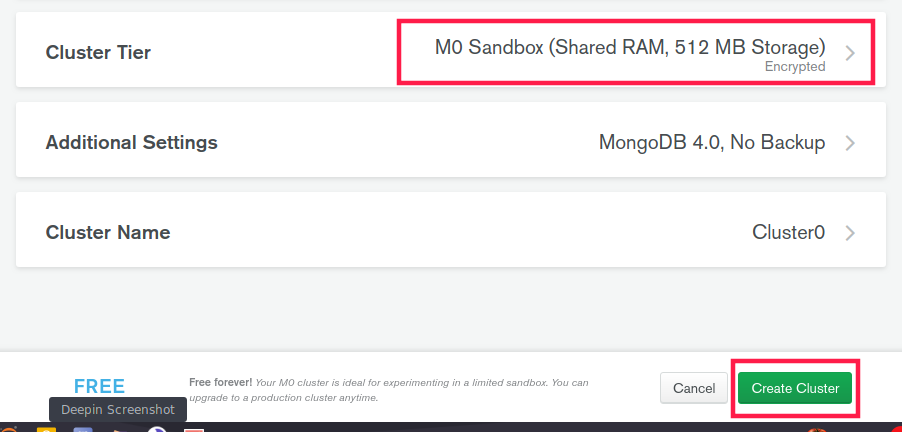 Cluster Tier
M0 Sandbox (Shared RAM, 512 MB Storage)
Encrypted
Additional Settings
MongoDB 4.0, No Backup
Cluster Name
Cluster0
FREE
Free forever! Your M0 cluster is ideal for experimenting in a limited sandbox. You can
upgrade to a production cluster anytime.
Cancel
Create Cluster
Deepin Screenshot